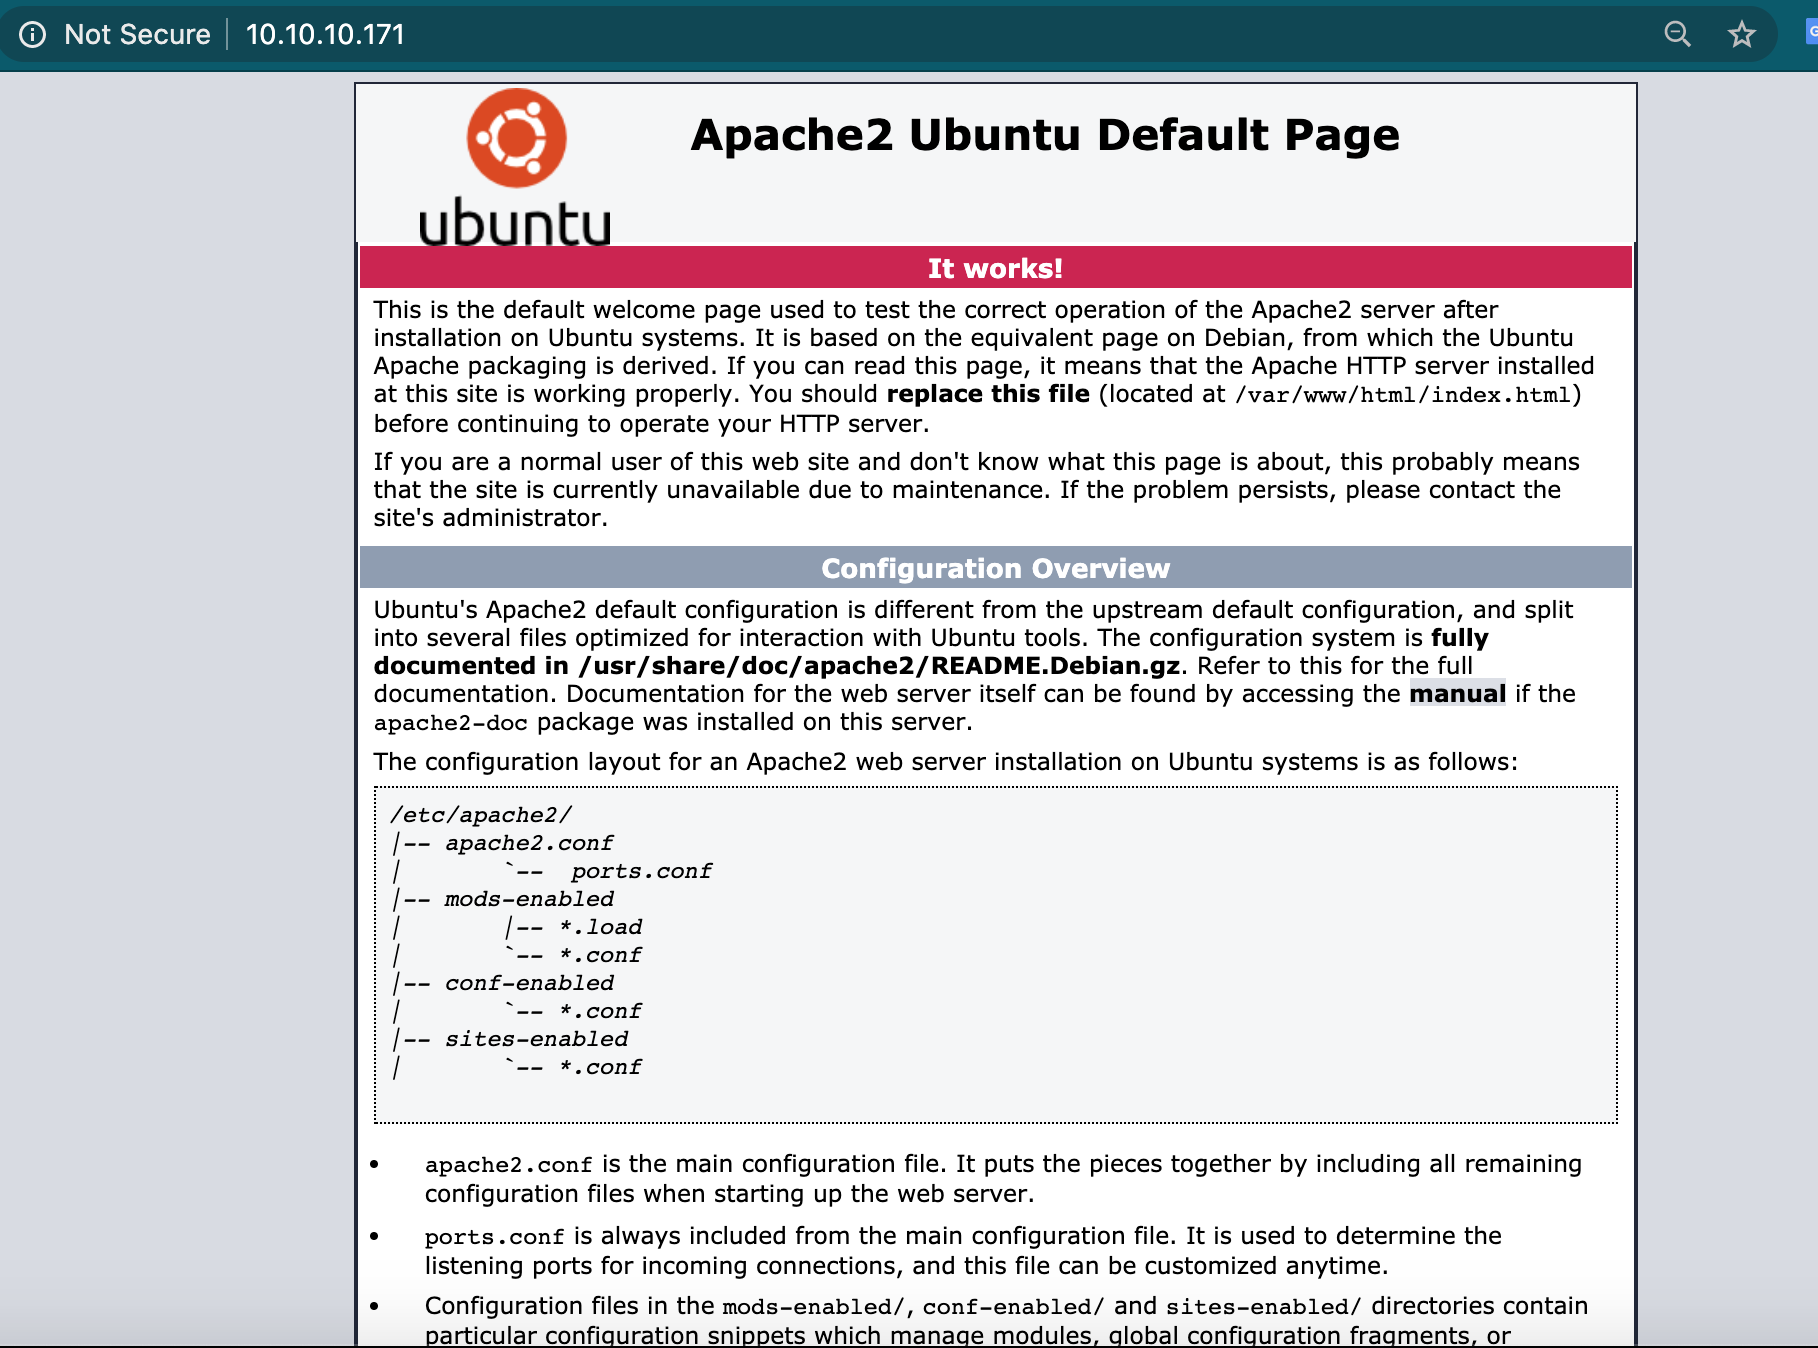 Not Secure | 10.10.10.171
ubuntu
Apache2 Ubuntu Default Page
It works!
This is the default welcome page used to test the correct operation of the Apache2 server after
installation on Ubuntu systems. It is based on the equivalent page on Debian, from which the Ubuntu
Apache packaging is derived. If you can read this page, it means that the Apache HTTP server installed
at this site is working properly. You should replace this file (located at /var/www/html/index.html)
before continuing to operate your HTTP server.
If you are a normal user of this web site and don't know what this page is about, this probably means
that the site is currently unavailable due to maintenance. If the problem persists, please contact the
site's administrator.
Configuration Overview
Ubuntu's Apache2 default configuration is different from the upstream default configuration, and split
into several files optimized for interaction with Ubuntu tools. The configuration system is fully
documented in /usr/share/doc/apache2/README.Debian.gz. Refer to this for the full
documentation. Documentation for the web server itself can be found by accessing the manual if the
apache2-doc package was installed on this server.
The configuration layout for an Apache2 web server installation on Ubuntu systems is as follows:
/etc/apache2/
|-- apache2.conf
|       `--  ports.conf
|-- mods-enabled
|       |-- *.load
|       `-- *.conf
|-- conf-enabled
|       `-- *.conf
|-- sites-enabled
|       `-- *.conf
• apache2.conf is the main configuration file. It puts the pieces together by including all remaining
configuration files when starting up the web server.
• ports.conf is always included from the main configuration file. It is used to determine the
listening ports for incoming connections, and this file can be customized anytime.
• Configuration files in the mods-enabled/, conf-enabled/ and sites-enabled/ directories contain
particular configuration snippets which manage modules, global configuration fragments, or